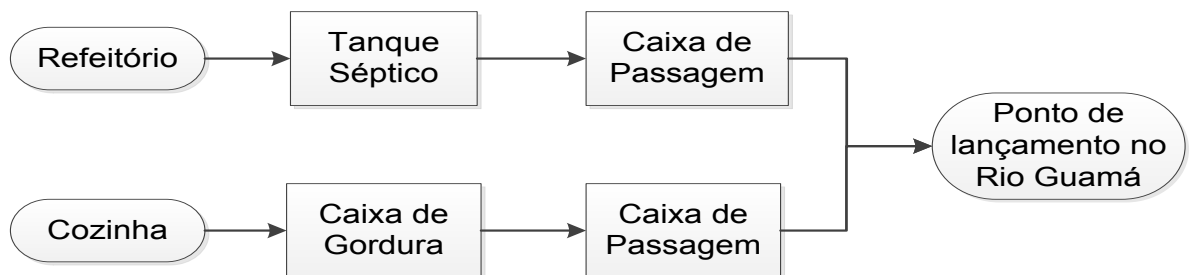 Refeitório
Tanque
Séptico
Caixa de
Passagem
Ponto de
lançamento no
Rio Guamá
Cozinha
Caixa de
Gordura
Caixa de
Passagem